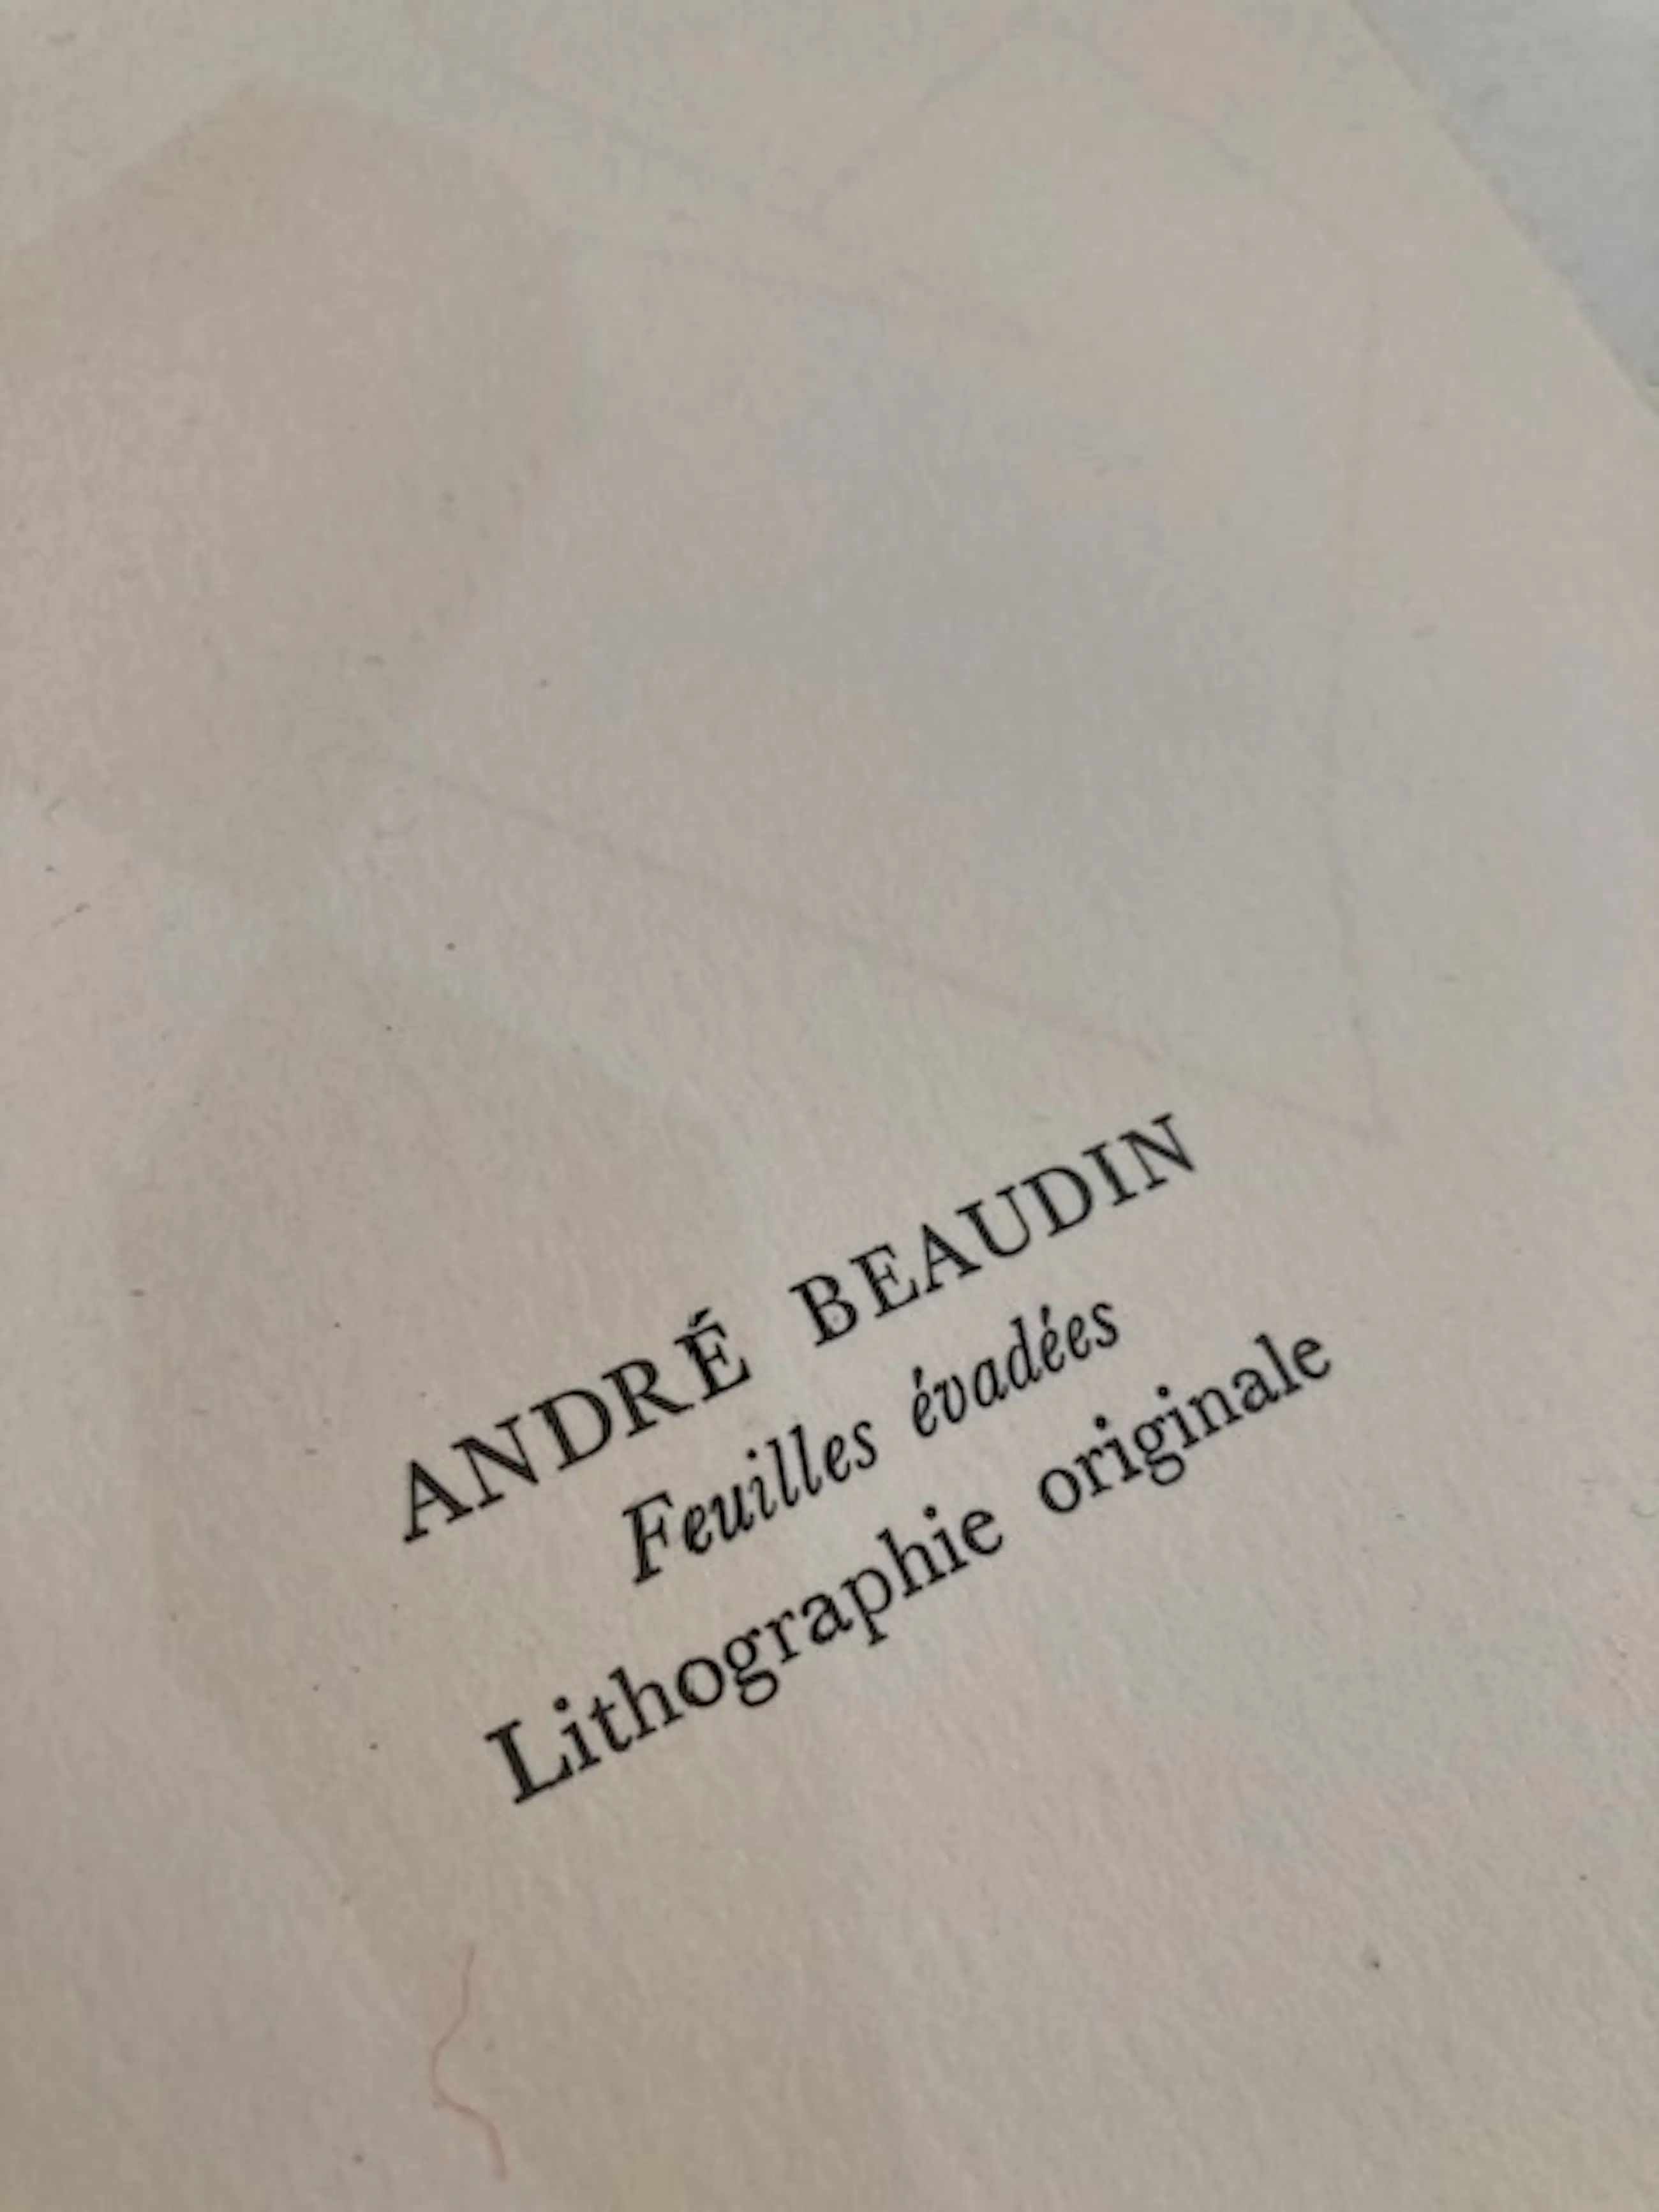 ANDRÉ BEAUDIN
Feuilles évadées
Lithographie originale